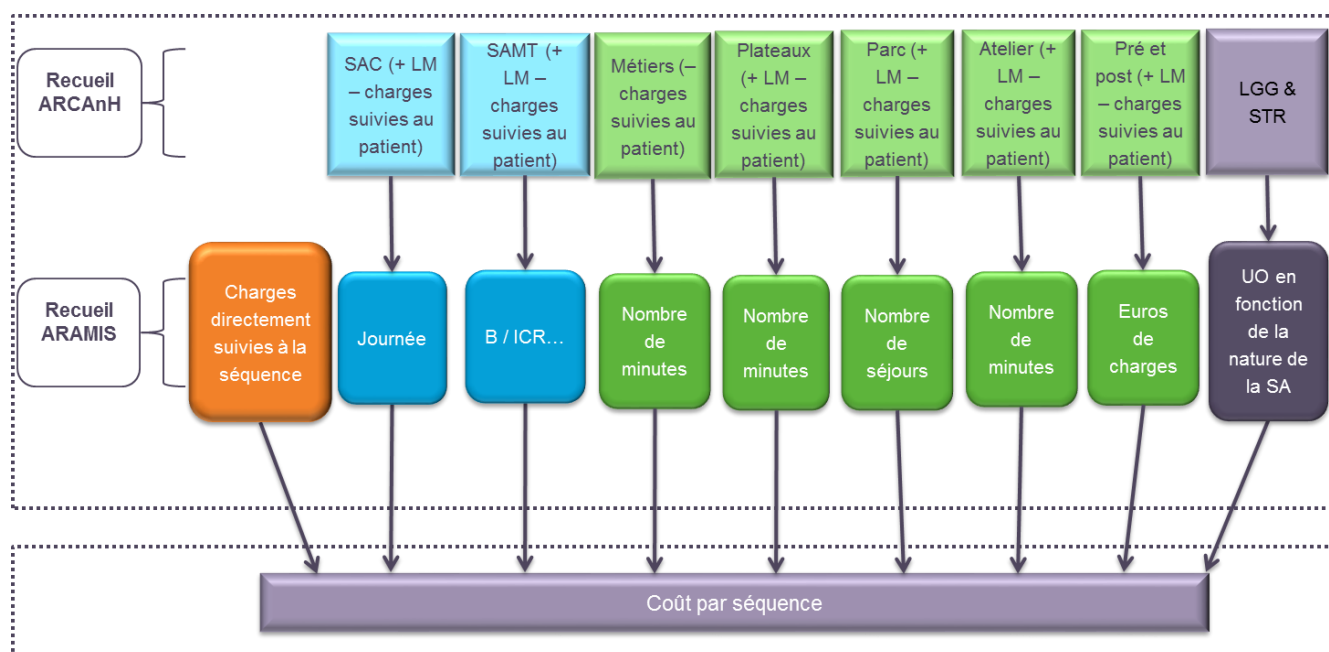 Recueil
ARCAnH
SAC (+ LM
– charges
suivies au
patient)
SAMT (+
LM –
charges
suivies au
patient)
Métiers (–
charges
suivies au
patient)
Plateaux
(+ LM –
charges
suivies au
patient)
Parc (+
LM –
charges
suivies au
patient)
Atelier (+
LM –
charges
suivies au
patient)
Pré et
post (+ LM
– charges
suivies au
patient)
LGG &
STR
Recueil
ARAMIS
Charges
directement
suivies à la
séquence
Journée
B / ICR…
Nombre
de
minutes
Nombre
de
minutes
Nombre
de
séjours
Nombre
de
minutes
Euros
de
charges
UO en
fonction
de la
nature de
la SA
Coût par séquence